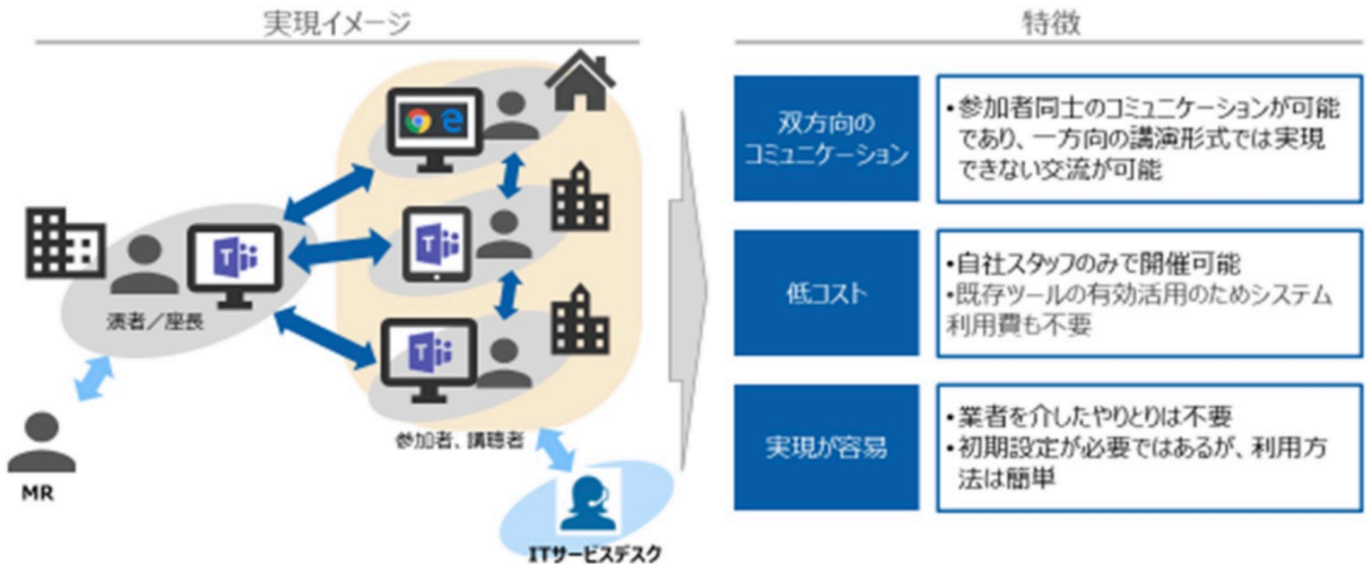 実現イメージ
演者／座長
MR
参加者、講聴者
ITサービスデスク
特徴
双方向の
コミュニケーション
•参加者同士のコミュニケーションが可能
であり、一方向の講演形式では実現
できない交流が可能
低コスト
•自社スタッフのみで開催可能
•既存ツールの有効活用のためシステム
利用費も不要
実現が容易
•業者を介したやりとりは不要
•初期設定が必要ではあるが、利用方
法は簡単